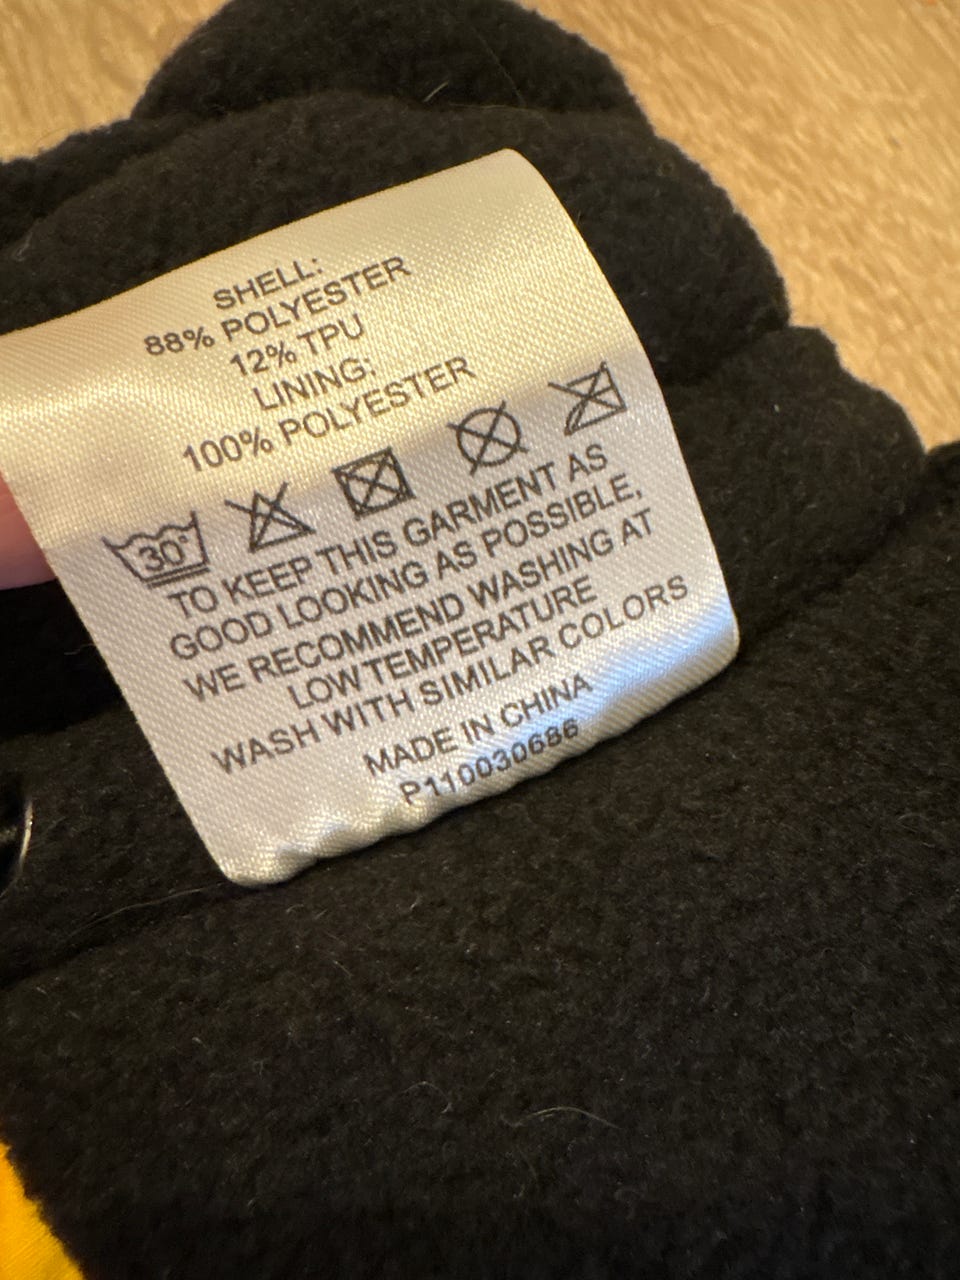 SHELL:
88% POLYESTER
12% TPU
LINING:
100% POLYESTER
30°
TO KEEP THIS GARMENT AS
GOOD LOOKING AS POSSIBLE,
WE RECOMMEND WASHING AT
LOW TEMPERATURE
WASH WITH SIMILAR COLORS
MADE IN CHINA
P110030686